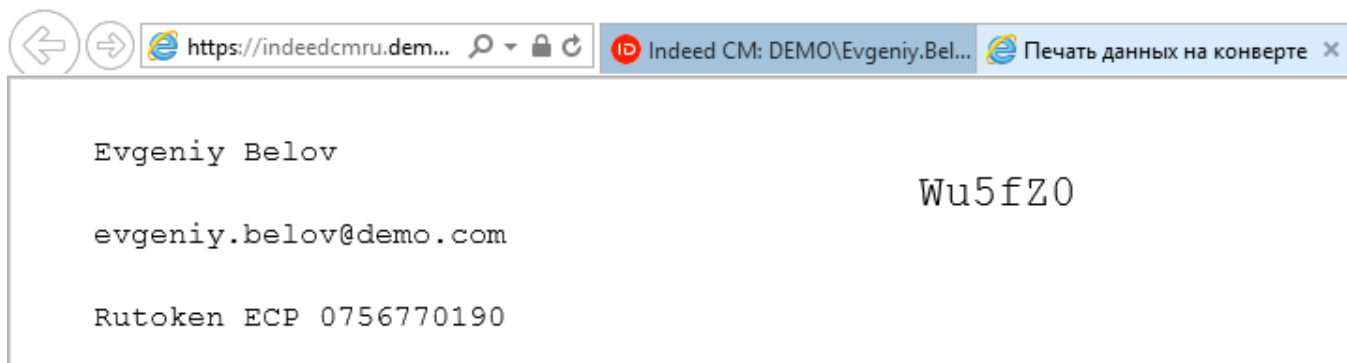 https://indeedcmru.dem...
Indeed CM: DEMO\Evgeniy.Bel...
Печать данных на конверте
Evgeniy Belov
Wu5fZ0
evgeniy.belov@demo.com
Rutoken ECP 0756770190